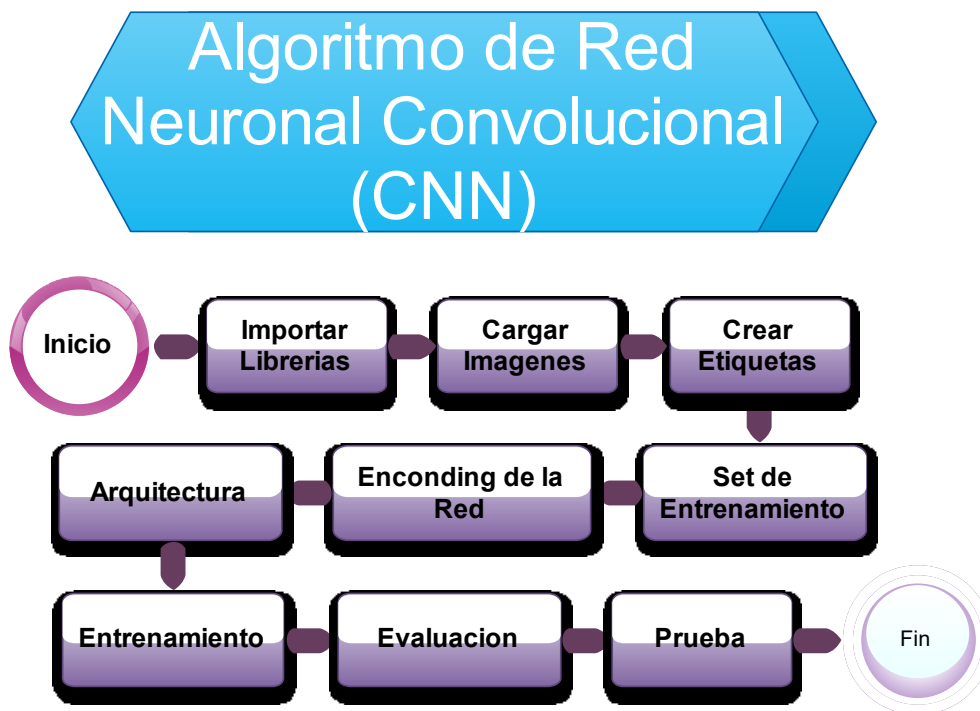 Algoritmo de Red
Neuronal Convolucional
(CNN)
Inicio
Importar
Librerias
Cargar
Imagenes
Crear
Etiquetas
Set de
Entrenamiento
Enconding de la
Red
Arquitectura
Entrenamiento
Evaluacion
Prueba
Fin